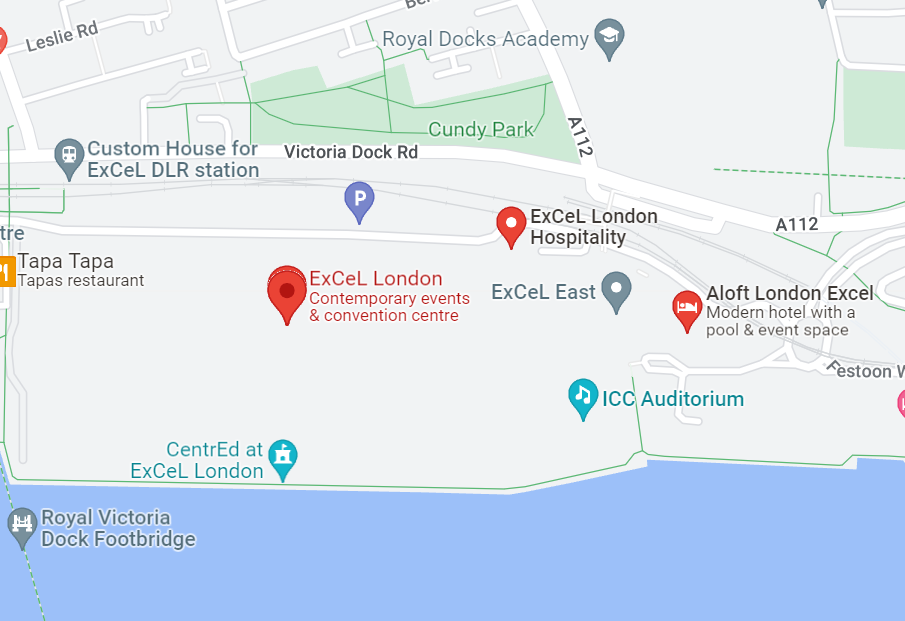 Leslie Rd
Royal Docks Academy
Cundy Park
A112
Custom House for
ExCeL DLR station
Victoria Dock Rd
P
ExCeL London
Hospitality
A112
tre
Tapa Tapa
Tapas restaurant
ExCeL London
Contemporary events
& convention centre
ExCeL East
Aloft London Excel
Modern hotel with a
pool & event space
Festoon W
ICC Auditorium
CentrEd at
ExCeL London
Royal Victoria
Dock Footbridge